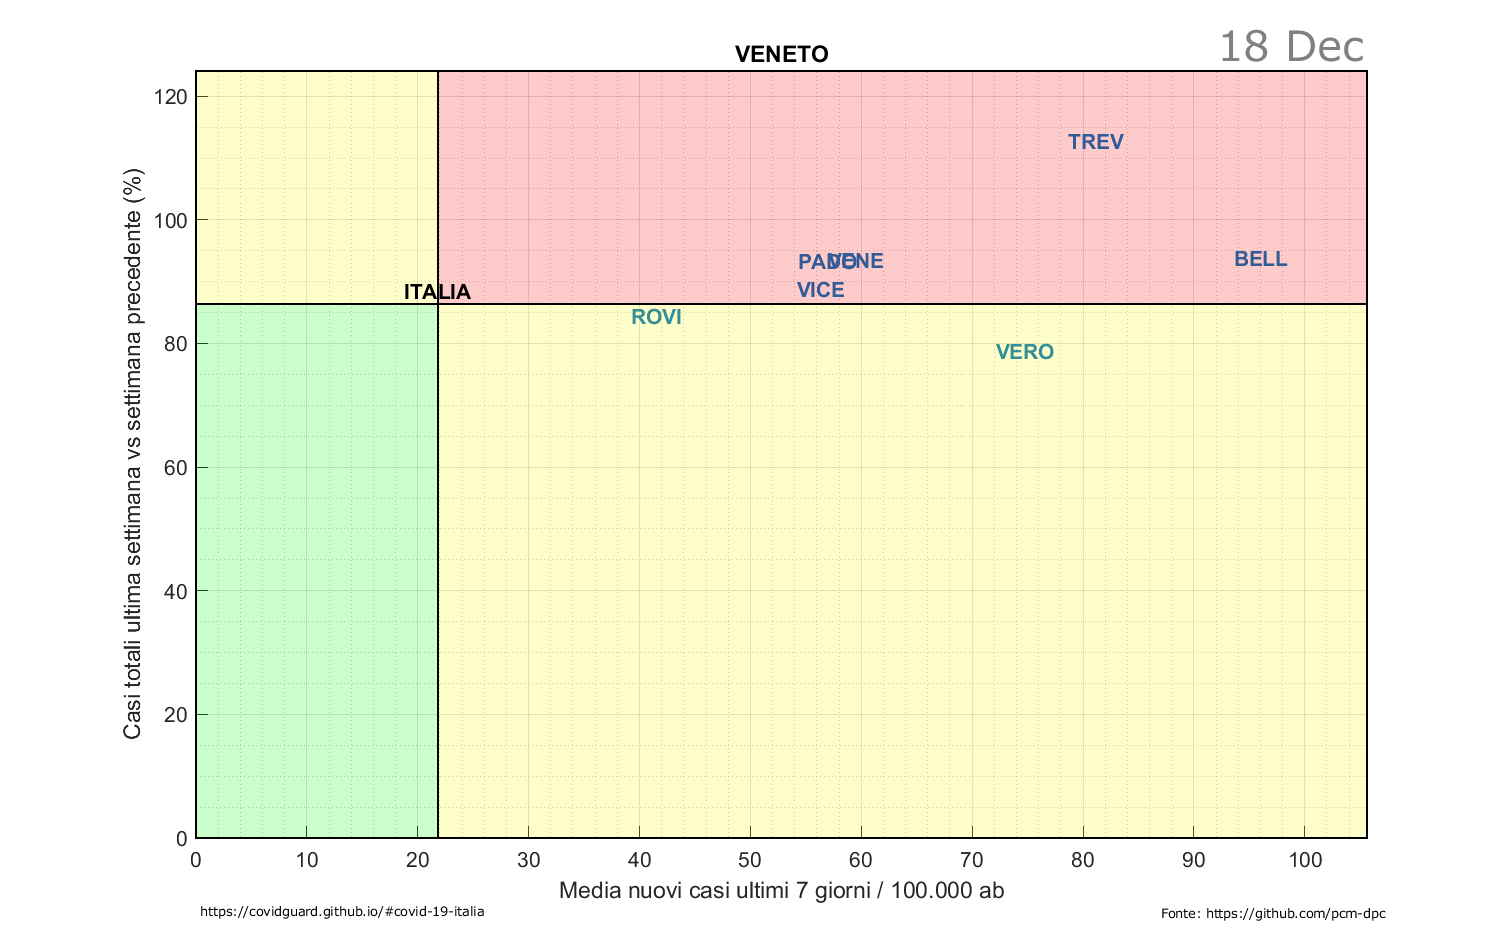 18 Dec
VENETO
Casi totali ultima settimana vs settimana precedente (%)
120
100
80
60
40
20
0
TREV
BELL
PADO
VENE
VICE
ITALIA
ROVI
VERO
0 10 20 30 40 50 60 70 80 90 100
Media nuovi casi ultimi 7 giorni / 100.000 ab
https://covidguard.github.io/#covid-19-italia
Fonte: https://github.com/pcm-dpc